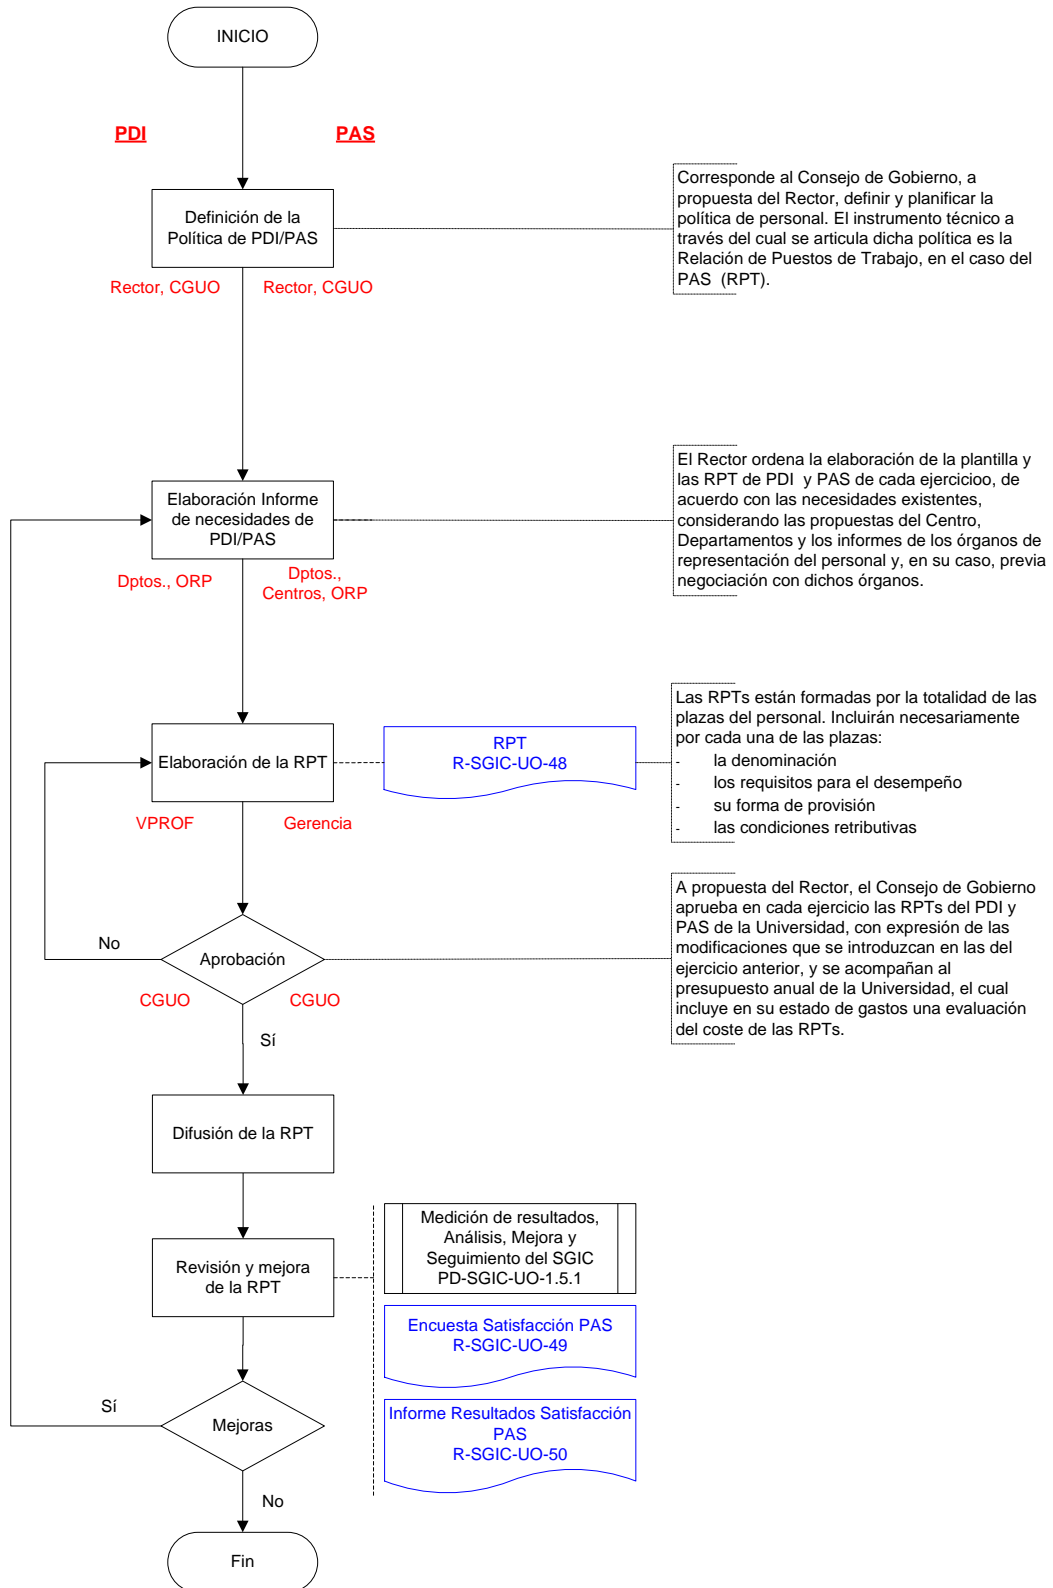 INICIO
PDI
PAS
Definición de la
Política de PDI/PAS
Rector, CGUO
Rector, CGUO
Corresponde al Consejo de Gobierno, a
propuesta del Rector, definir y planificar la
política de personal. El instrumento técnico a
través del cual se articula dicha política es la
Relación de Puestos de Trabajo, en el caso del
PAS  (RPT).
Elaboración Informe
de necesidades de
PDI/PAS
Dptos., ORP
Dptos.,
Centros, ORP
El Rector ordena la elaboración de la plantilla y
las RPT de PDI  y PAS de cada ejercicioo, de
acuerdo con las necesidades existentes,
considerando las propuestas del Centro,
Departamentos y los informes de los órganos de
representación del personal y, en su caso, previa
negociación con dichos órganos.
Elaboración de la RPT
VPROF
Gerencia
RPT
R-SGIC-UO-48
Las RPTs están formadas por la totalidad de las
plazas del personal. Incluirán necesariamente
por cada una de las plazas:
- la denominación
- los requisitos para el desempeño
- su forma de provisión
- las condiciones retributivas
Aprobación
No
CGUO
CGUO
Sí
A propuesta del Rector, el Consejo de Gobierno
aprueba en cada ejercicio las RPTs del PDI y
PAS de la Universidad, con expresión de las
modificaciones que se introduzcan en las del
ejercicio anterior, y se acompañan al
presupuesto anual de la Universidad, el cual
incluye en su estado de gastos una evaluación
del coste de las RPTs.
Difusión de la RPT
Revisión y mejora
de la RPT
Medición de resultados,
Análisis, Mejora y
Seguimiento del SGIC
PD-SGIC-UO-1.5.1
Encuesta Satisfacción PAS
R-SGIC-UO-49
Informe Resultados Satisfacción
PAS
R-SGIC-UO-50
Sí
Mejoras
No
Fin